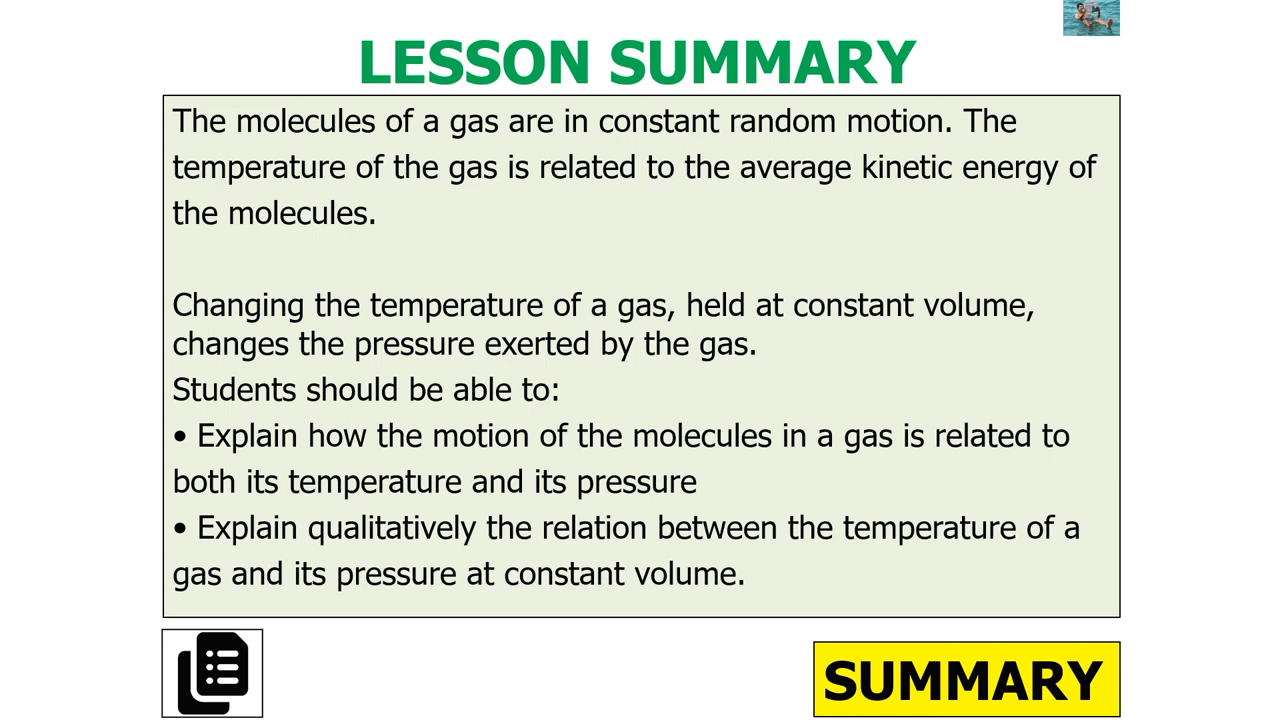 LESSON SUMMARY
The molecules of a gas are in constant random motion. The
temperature of the gas is related to the average kinetic energy of
the molecules.
Changing the temperature of a gas, held at constant volume,
changes the pressure exerted by the gas.
Students should be able to:
• Explain how the motion of the molecules in a gas is related to
both its temperature and its pressure
• Explain qualitatively the relation between the temperature of a
gas and its pressure at constant volume.
SUMMARY